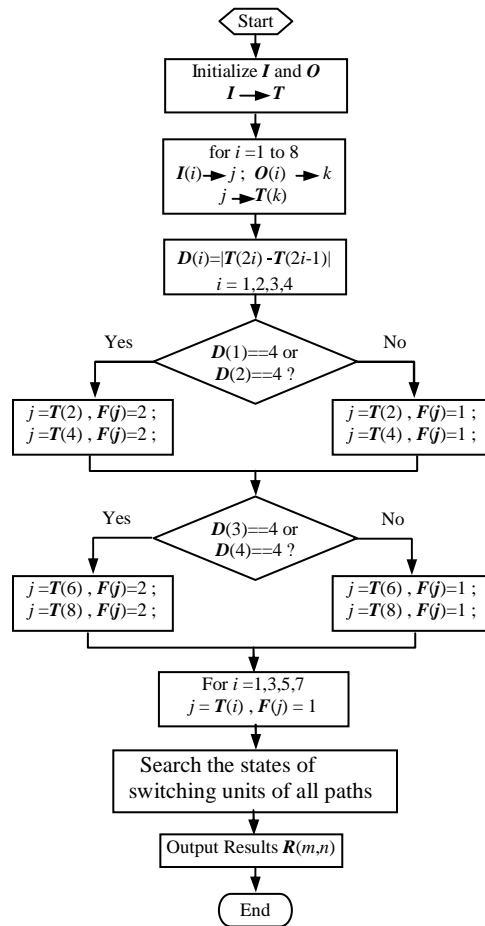 Start
Initialize I and O
I → T
for i =1 to 8
I(i) → j ; O(i) → k
j → T(k)
D(i)=|T(2i) -T(2i-1)|
i = 1,2,3,4
Yes
D(1)==4 or
D(2)==4 ?
No
j =T(2) , F(j)=2 ;
j =T(4) , F(j)=2 ;
j =T(2) , F(j)=1 ;
j =T(4) , F(j)=1 ;
Yes
D(3)==4 or
D(4)==4 ?
No
j =T(6) , F(j)=2 ;
j =T(8) , F(j)=2 ;
j =T(6) , F(j)=1 ;
j =T(8) , F(j)=1 ;
For i =1,3,5,7
j = T(i) , F(j) = 1
Search the states of
switching units of all paths
Output Results R(m,n)
End